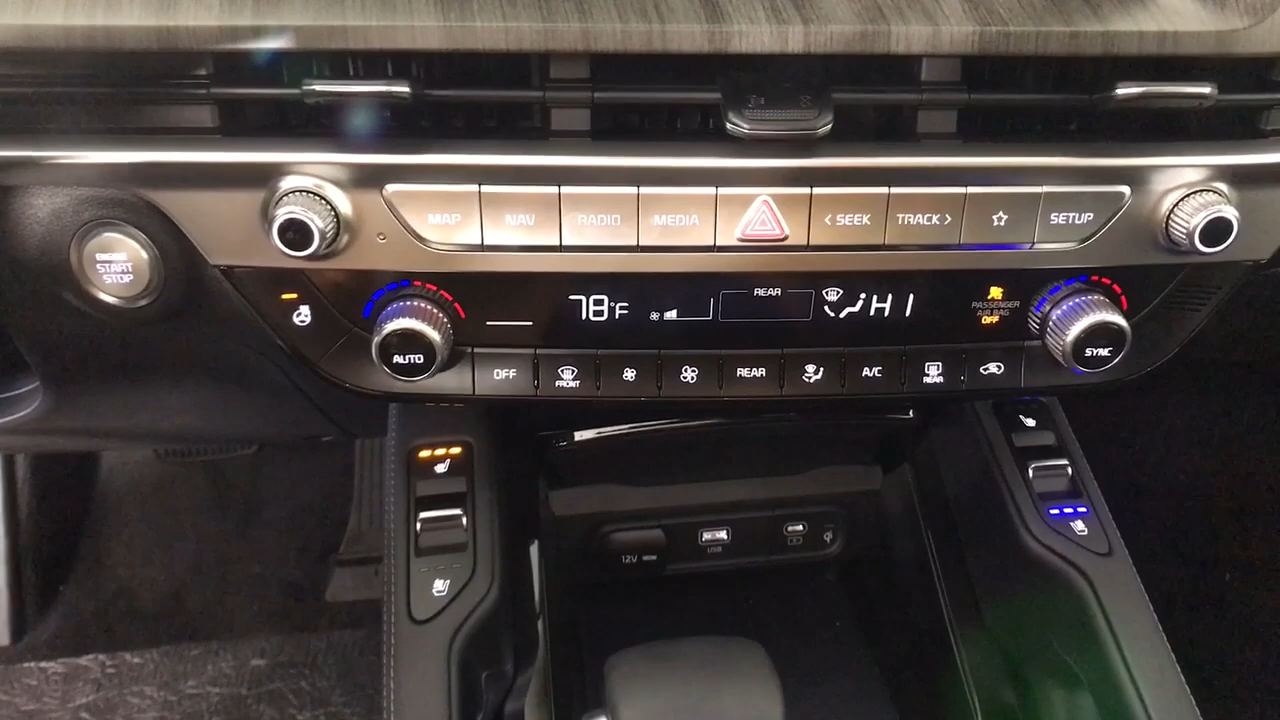 MAP
NAV
RADIO
MEDIA
< SEEK
TRACK >
SETUP
ENGINE
START
STOP
78°F
REAR
HI
PASSENGER
AIR BAG
OFF
AUTO
SYNC
OFF
FRONT
REAR
A/C
REAR
12V
USB